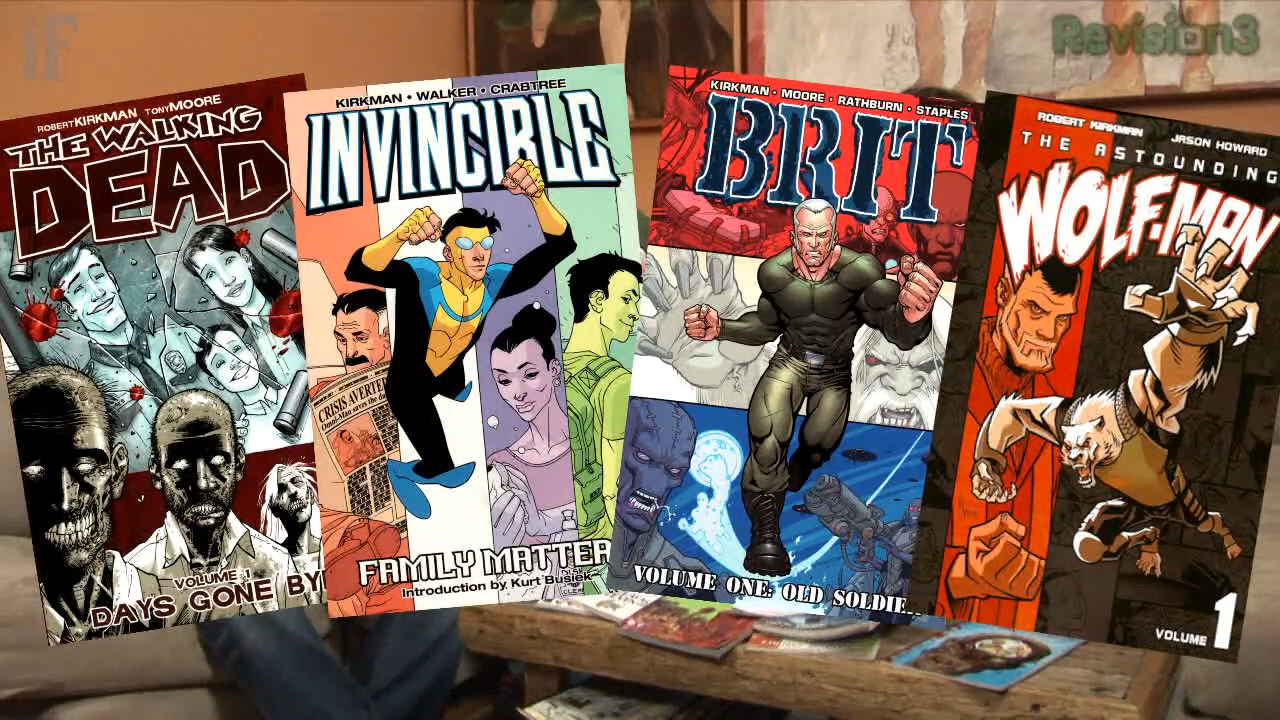 iF
Revision3
ROBERT KIRKMAN TONY MOORE
THE WALKING
DEAD
VOLUME 1
DAYS GONE BY
KIRKMAN • WALKER • CRABTREE
INVINCIBLE
CRISIS AVERTED
FAMILY MATTER
Introduction by Kurt Busiek
KIRKMAN • MOORE • RATHBURN • STAPLES
BRIT
VOLUME ONE: OLD SOLDIE
ROBERT KIRKMAN JASON HOWARD
THE ASTOUNDING
WOLF-MAN
VOLUME 1